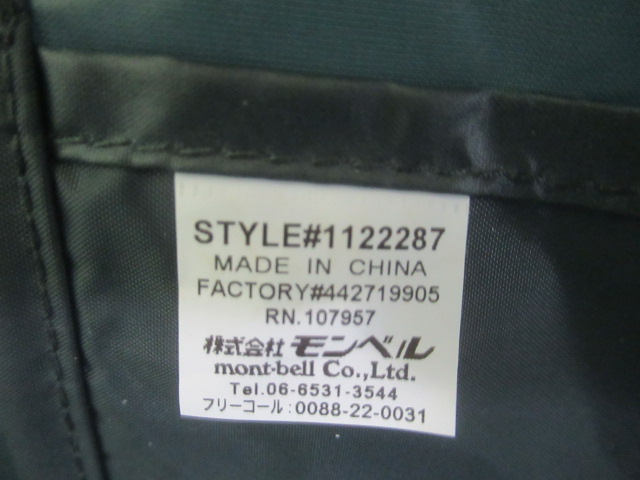 STYLE#1122287
MADE IN CHINA
FACTORY#442719905
RN.107957
株式会社 モンベル
mont-bell Co.,Ltd.
Tel.06-6531-3544
フリーコール:0088-22-0031